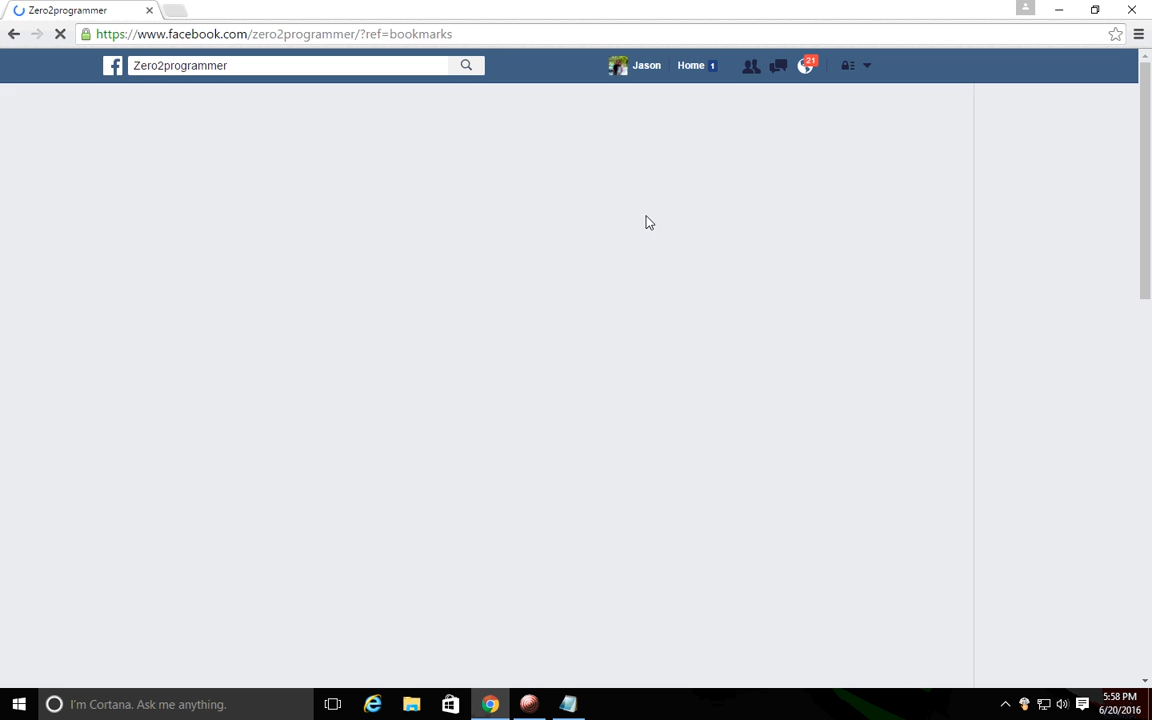 Zero2programmer
https://www.facebook.com/zero2programmer/?ref=bookmarks
Zero2programmer
Jason
Home 1
21
I'm Cortana. Ask me anything.
5:58 PM
6/20/2016